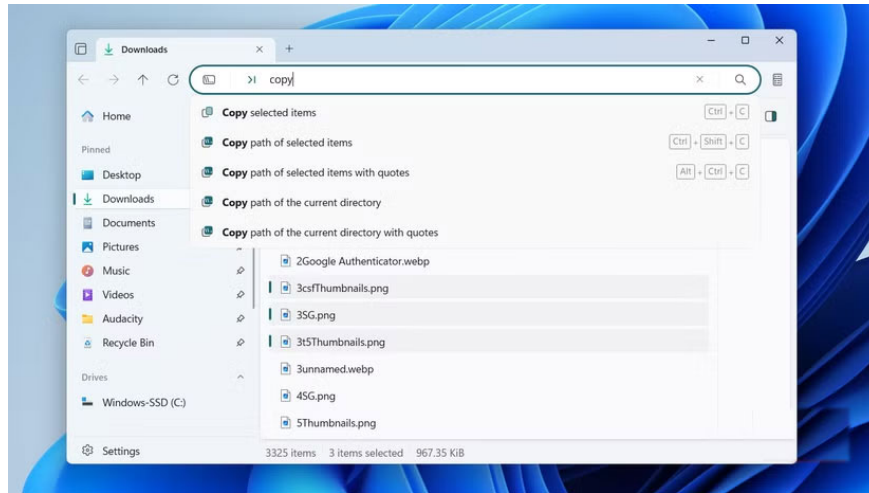 Downloads
copy
Home
Copy selected items
Ctrl + C
Pinned
Copy path of selected items
Ctrl + Shift + C
Desktop
Copy path of selected items with quotes
Alt + Ctrl + C
Downloads
Copy path of the current directory
Documents
Copy path of the current directory with quotes
Pictures
2Google Authenticator.webp
Music
3csfThumbnails.png
Videos
3SG.png
Audacity
3t5Thumbnails.png
Recycle Bin
3unnamed.webp
Drives
4SG.png
Windows-SSD (C:)
5Thumbnails.png
Settings
3325 items 3 items selected 967.35 KiB